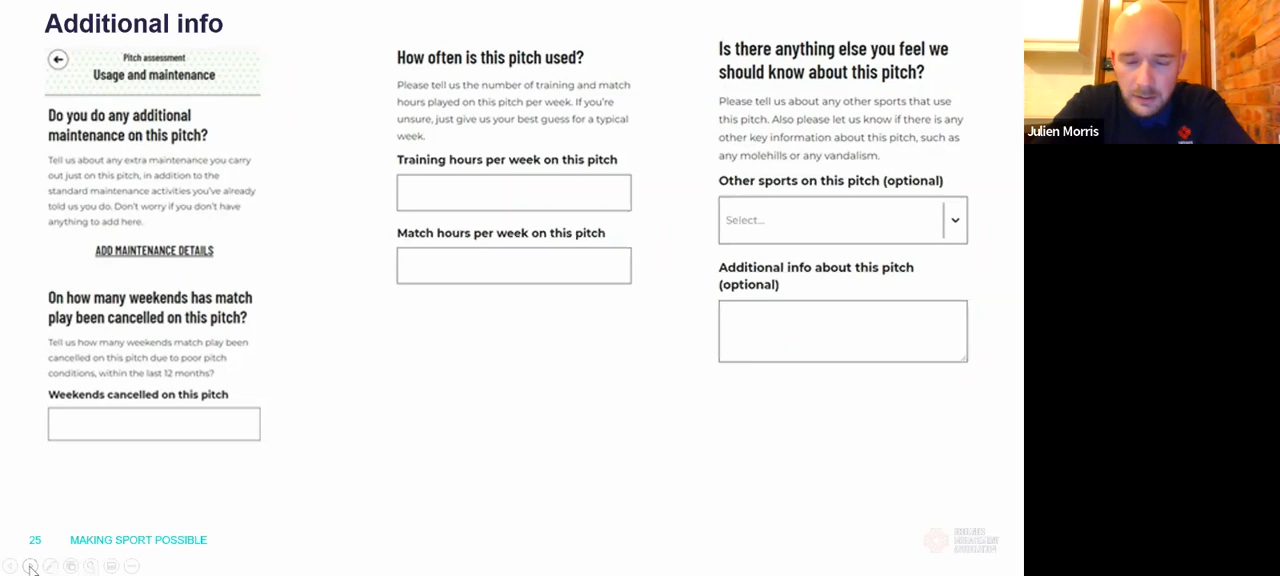 Additional info
Pitch assessment
Usage and maintenance
Do you do any additional
maintenance on this pitch?
Tell us about any extra maintenance you carry
out just on this pitch, in addition to the
standard maintenance activities you've already
told us you do. Don't worry if you don't have
anything to add here.
ADD MAINTENANCE DETAILS
On how many weekends has match
play been cancelled on this pitch?
Tell us how many weekends match play been
cancelled on this pitch due to poor pitch
conditions, within the last 12 months?
Weekends cancelled on this pitch
How often is this pitch used?
Please tell us the number of training and match
hours played on this pitch per week. If you're
unsure, just give us your best guess for a typical
week.
Training hours per week on this pitch
Match hours per week on this pitch
Is there anything else you feel we
should know about this pitch?
Please tell us about any other sports that use
this pitch. Also please let us know if there is any
other key information about this pitch, such as
any molehills or any vandalism.
Other sports on this pitch (optional)
Select...
Additional info about this pitch
(optional)
Julien Morris
25 MAKING SPORT POSSIBLE